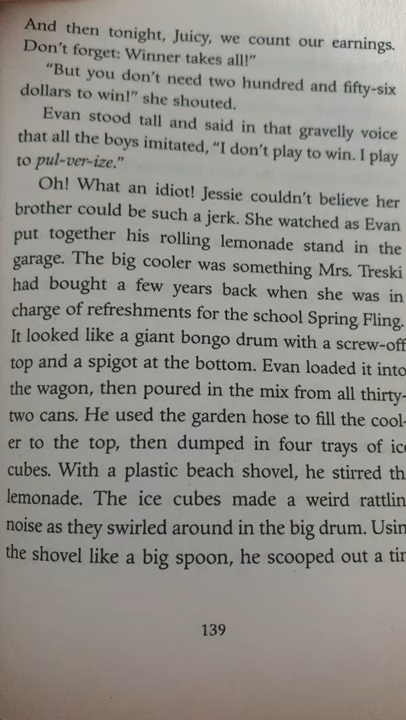 And then tonight, Juicy, we count our earnings.
Don't forget: Winner takes all!"
"But you don't need two hundred and fifty-six
dollars to win!" she shouted.
Evan stood tall and said in that gravelly voice
that all the boys imitated, "I don't play to win. I play
to pul-ver-ize."
Oh! What an idiot! Jessie couldn't believe her
brother could be such a jerk. She watched as Evan
put together his rolling lemonade stand in the
garage. The big cooler was something Mrs. Treski
had bought a few years back when she was in
charge of refreshments for the school Spring Fling.
It looked like a giant bongo drum with a screw-off
top and a spigot at the bottom. Evan loaded it into
the wagon, then poured in the mix from all thirty-
two cans. He used the garden hose to fill the cool-
er to the top, then dumped in four trays of ic
cubes. With a plastic beach shovel, he stirred th
lemonade. The ice cubes made a weird rattlin
noise as they swirled around in the big drum. Usin
the shovel like a big spoon, he scooped out a tin
139